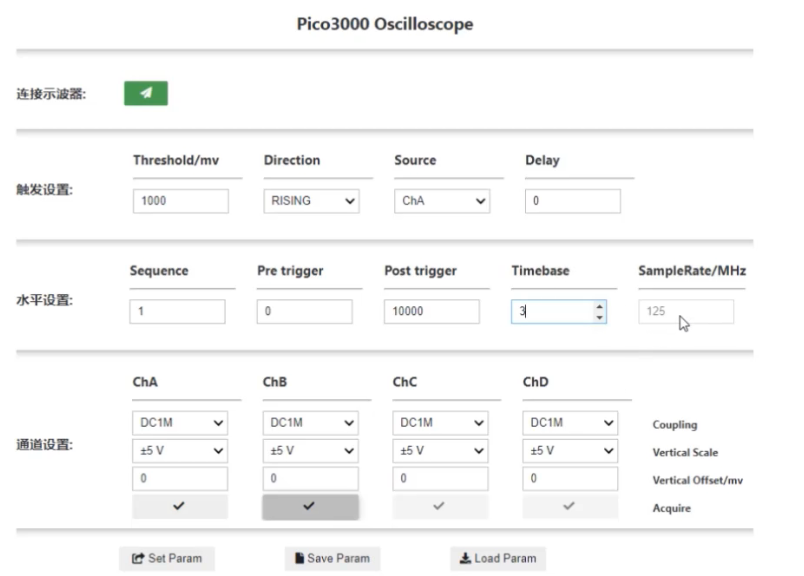 Pico3000 Oscilloscope
连接示波器:
Threshold/mv Direction Source Delay
触发设置:
1000 RISING ChA 0
Sequence Pre trigger Post trigger Timebase SampleRate/MHz
水平设置:
1 0 10000 3 125
ChA ChB ChC ChD
DC1M DC1M DC1M DC1M Coupling
通道设置:
±5 V ±5 V ±5 V ±5 V Vertical Scale
0 0 0 0 Vertical Offset/mv
Acquire
Set Param Save Param Load Param